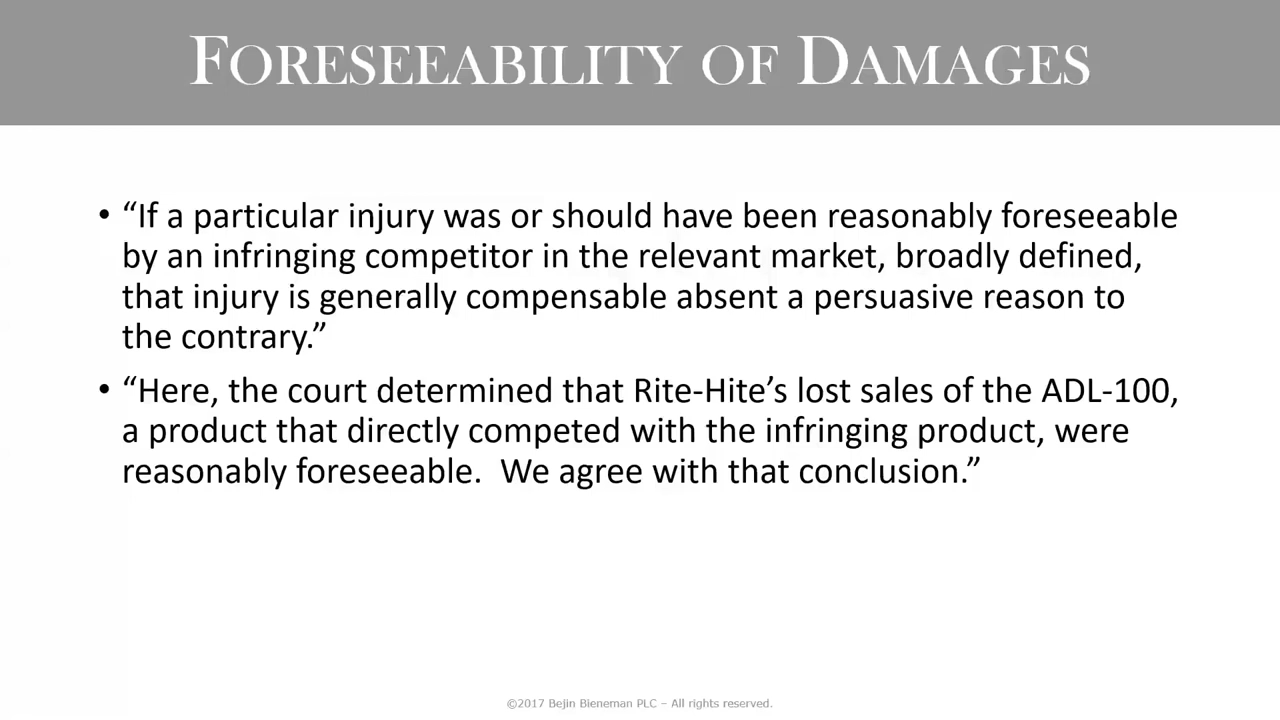 FORESEEABILITY OF DAMAGES
• “If a particular injury was or should have been reasonably foreseeable
by an infringing competitor in the relevant market, broadly defined,
that injury is generally compensable absent a persuasive reason to
the contrary.”
• “Here, the court determined that Rite-Hite’s lost sales of the ADL-100,
a product that directly competed with the infringing product, were
reasonably foreseeable.  We agree with that conclusion.”
©2017 Bejin Bieneman PLC – All rights reserved.